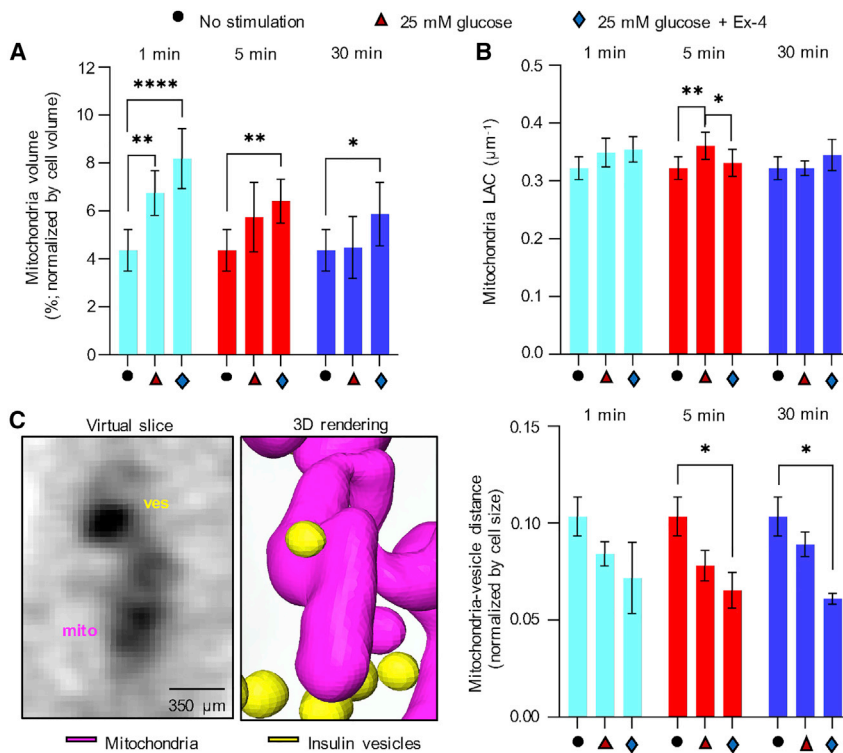 No stimulation 25 mM glucose 25 mM glucose + Ex-4
A
1 min 5 min 30 min
Mitochondria volume
(%; normalized by cell volume)
12
10
8
6
4
2
0
**** ** ** *
B
1 min 5 min 30 min
Mitochondria LAC (μm⁻¹)
0.5
0.4
0.3
0.2
0.1
0.0
** *
C
Virtual slice 3D rendering
ves
mito
350 μm
Mitochondria Insulin vesicles
1 min 5 min 30 min
Mitochondria-vesicle distance
(normalized by cell size)
0.15
0.10
0.05
0.00
* *